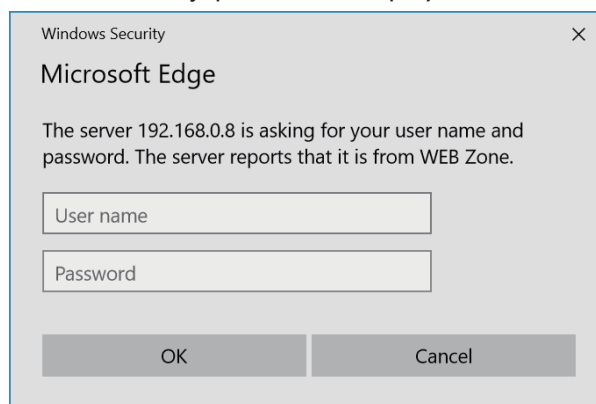 Windows Security
Microsoft Edge
The server 192.168.0.8 is asking for your user name and
password. The server reports that it is from WEB Zone.
User name
Password
OK
Cancel